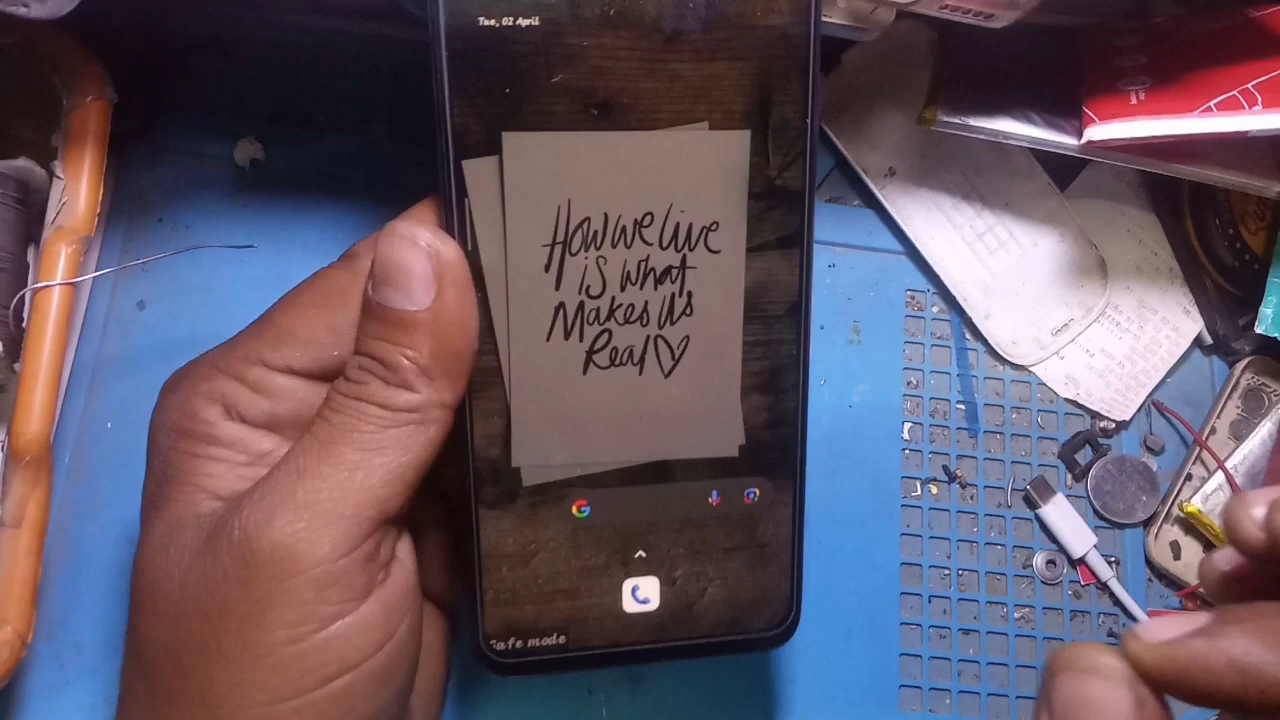 Tue, 02 April
How we live
is what
Makes Us
Real
G
Safe mode